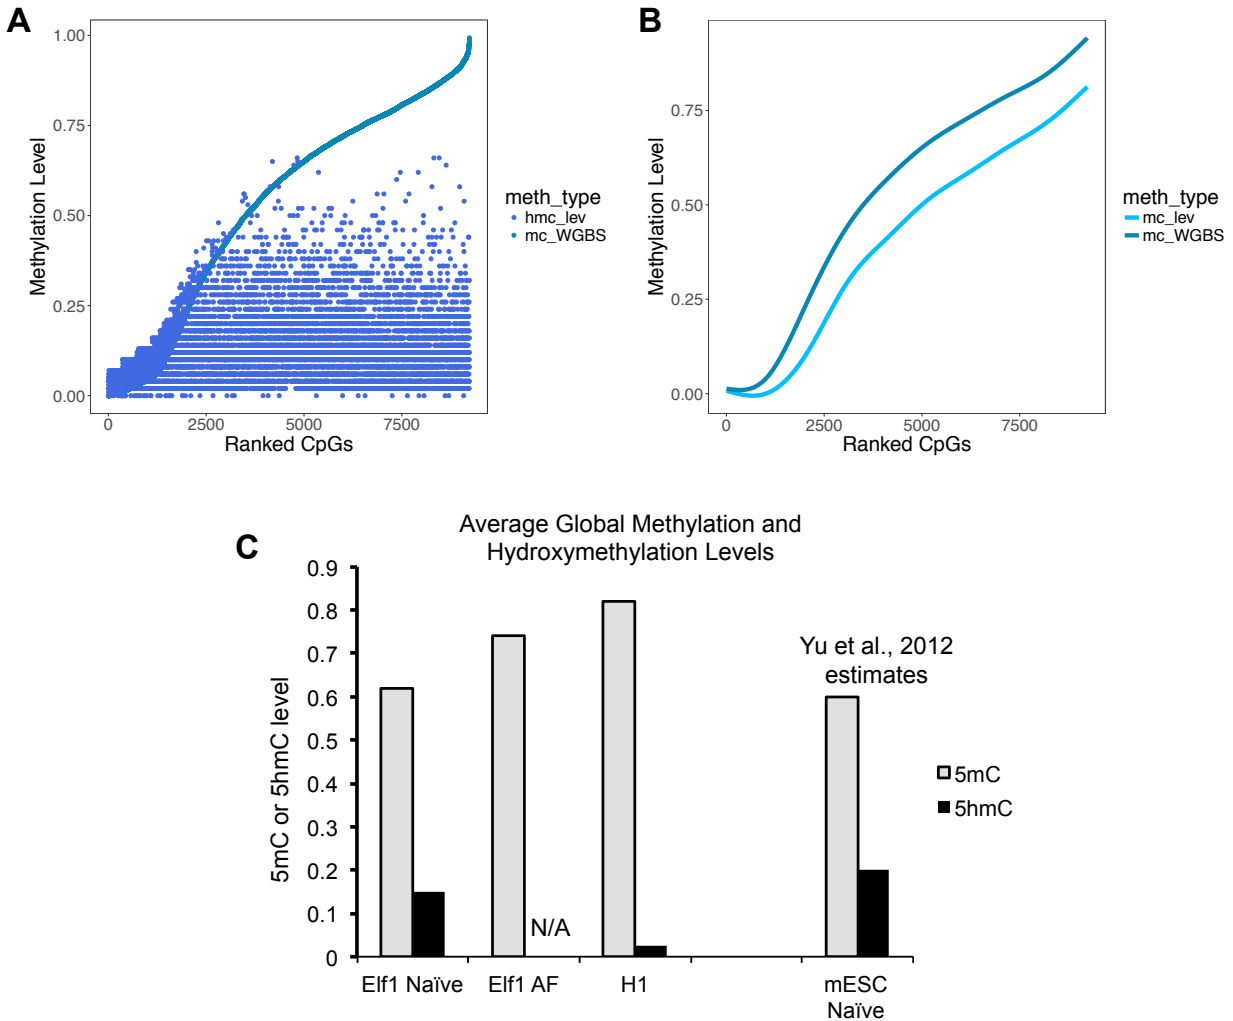 A
1.00
0.75
0.50
0.25
0.00
Methylation Level
0
2500
5000
7500
Ranked CpGs
meth_type
hmc_lev
mc_WGBS
B
0.75
0.50
0.25
0.00
Methylation Level
0
2500
5000
7500
Ranked CpGs
meth_type
mc_lev
mc_WGBS
C
Average Global Methylation and
Hydroxymethylation Levels
0.9
0.8
0.7
0.6
0.5
0.4
0.3
0.2
0.1
0
5mC or 5hmC level
N/A
Yu et al., 2012
estimates
Elf1 Naïve
Elf1 AF
H1
mESC
Naïve
5mC
5hmC